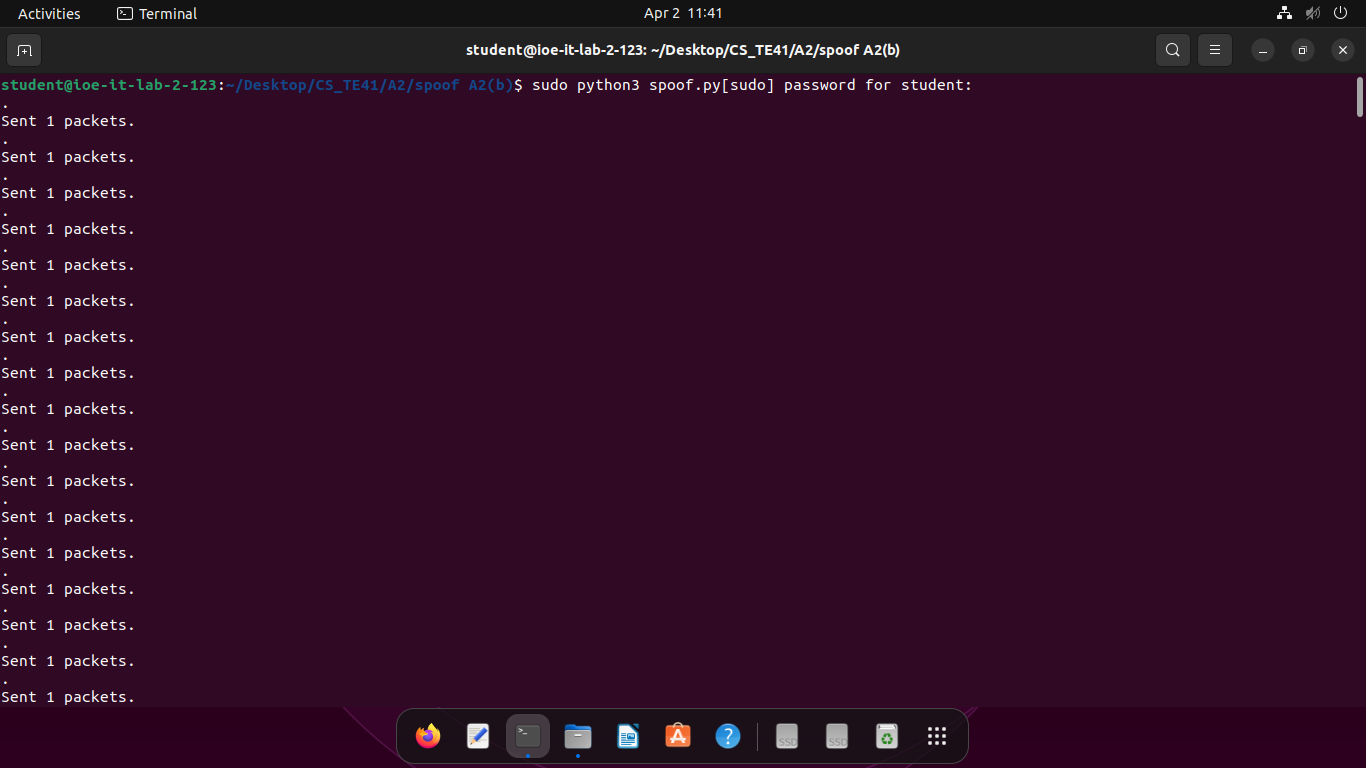 Activities
Terminal
Apr 2 11:41
student@ioe-it-lab-2-123: ~/Desktop/CS_TE41/A2/spoof A2(b)
student@ioe-it-lab-2-123:~/Desktop/CS_TE41/A2/spoof A2(b)$ sudo python3 spoof.py[sudo] password for student:
.
Sent 1 packets.
.
Sent 1 packets.
.
Sent 1 packets.
.
Sent 1 packets.
.
Sent 1 packets.
.
Sent 1 packets.
.
Sent 1 packets.
.
Sent 1 packets.
.
Sent 1 packets.
.
Sent 1 packets.
.
Sent 1 packets.
.
Sent 1 packets.
.
Sent 1 packets.
.
Sent 1 packets.
.
Sent 1 packets.
.
Sent 1 packets.
.
Sent 1 packets.
SSD
SSD